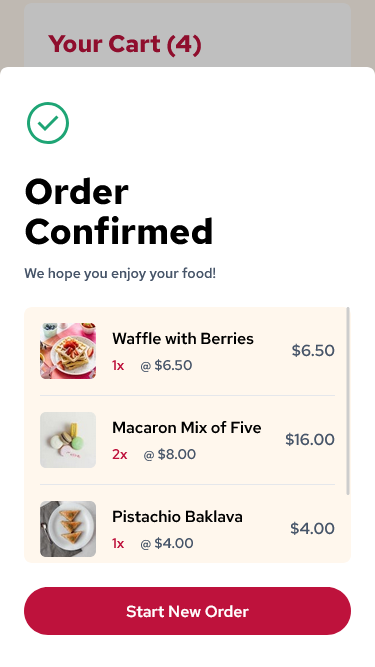 Your Cart (4)
Order
Confirmed
We hope you enjoy your food!
Waffle with Berries
1x @ $6.50
$6.50
Macaron Mix of Five
2x @ $8.00
$16.00
Pistachio Baklava
1x @ $4.00
$4.00
Start New Order